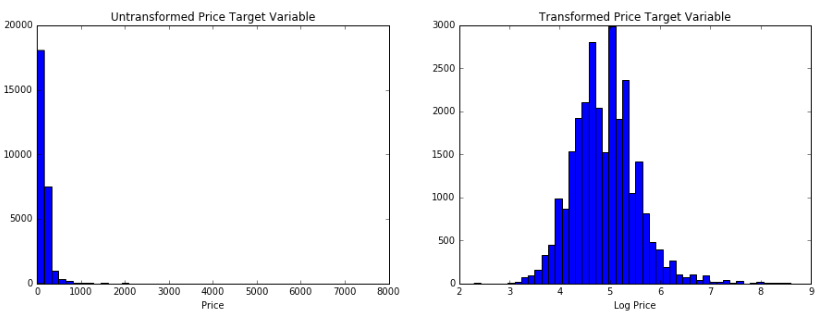 Untransformed Price Target Variable
20000
15000
10000
5000
0
0 1000 2000 3000 4000 5000 6000 7000 8000
Price
Transformed Price Target Variable
3000
2500
2000
1500
1000
500
0
2 3 4 5 6 7 8 9
Log Price